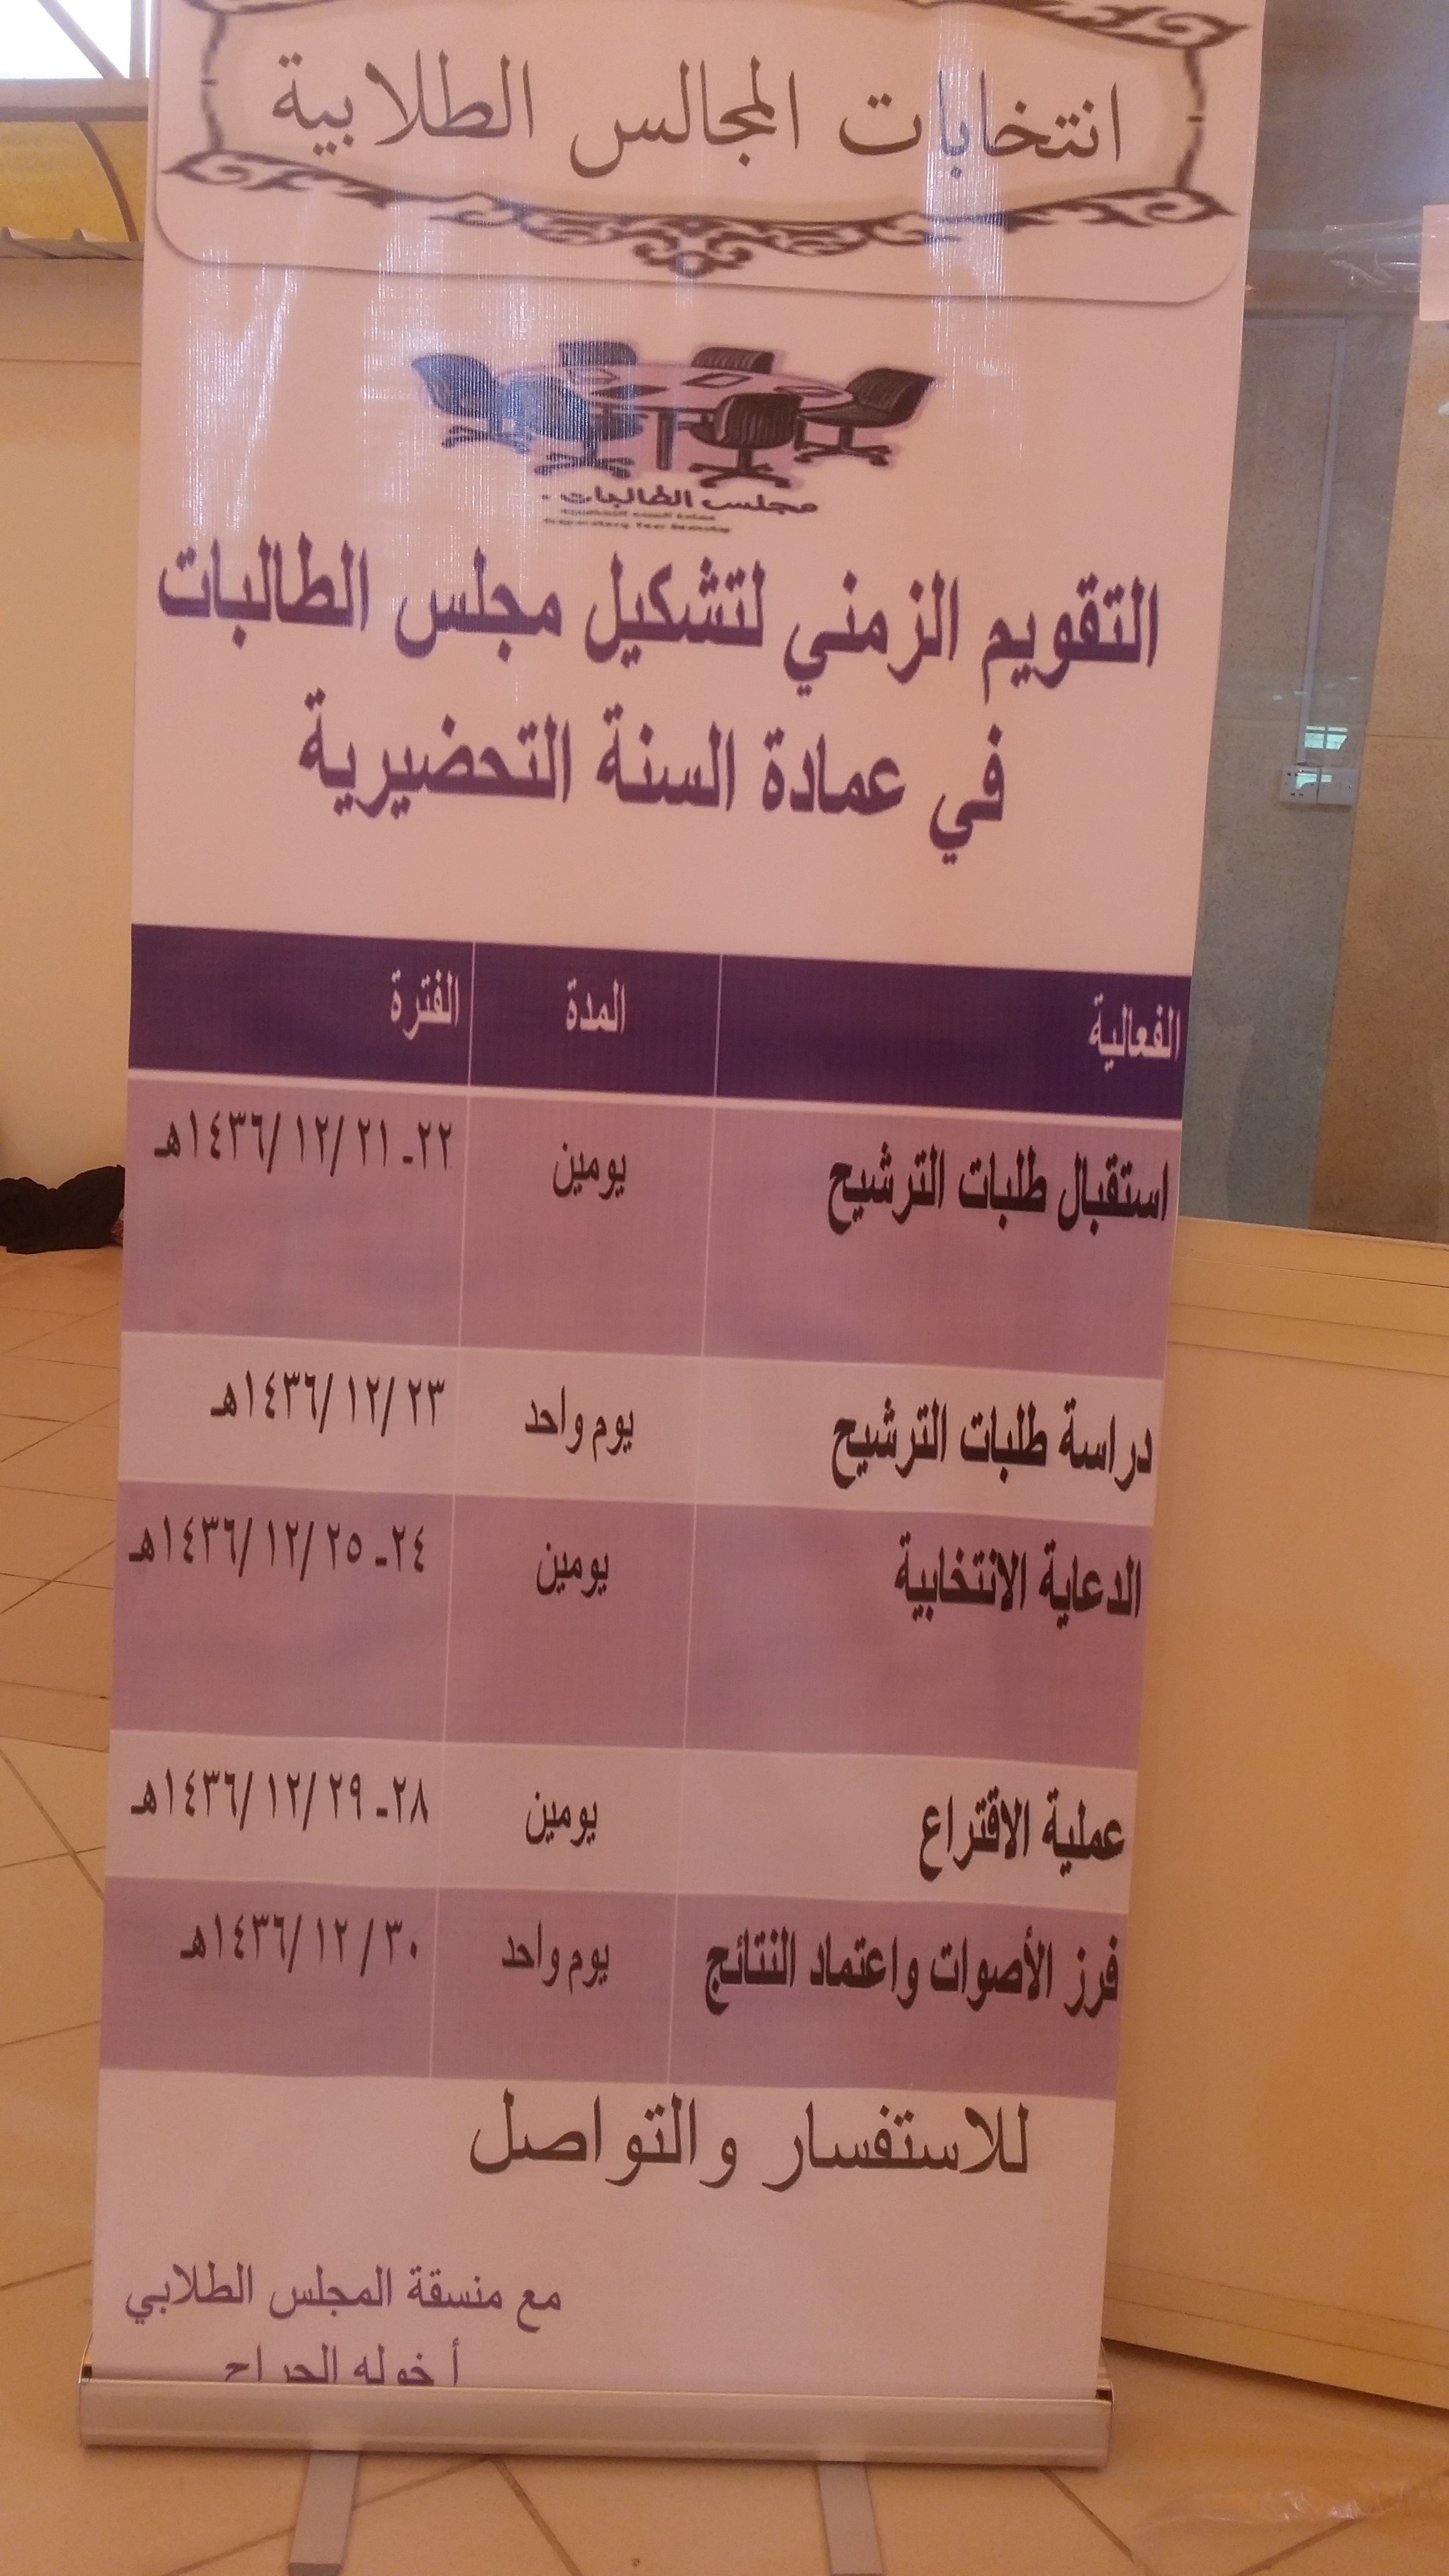 انتخابات المجالس الطلابية
مجلس الطالبات
التقويم الزمني لتشكيل مجلس الطالبات
في عمادة السنة التحضيرية
الفعالية المدة الفترة
استقبال طلبات الترشيح يومين ٢١ -٢٢/ ١٢/ ١٤٣٦هـ
دراسة طلبات الترشيح يوم واحد ٢٣ /١٢/ ١٤٣٦هـ
الدعاية الانتخابية يومين ٢٤- ٢٥ /١٢/ ١٤٣٦هـ
عملية الاقتراع يومين ٢٨- ٢٩ /١٢/ ١٤٣٦هـ
فرز الأصوات واعتماد النتائج يوم واحد ٣٠ / ١٢ /١٤٣٦هـ
للاستفسار والتواصل
مع منسقة المجلس الطلابي
أ خوله الجراح